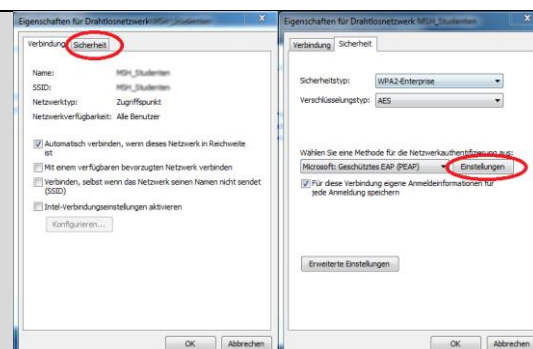 Eigenschaften für Drahtlosnetzwerk MSH_Studenten
Verbindung Sicherheit
Name: MSH_Studenten
SSID: MSH_Studenten
Netzwerktyp: Zugriffspunkt
Netzwerkverfügbarkeit: Alle Benutzer
Automatisch verbinden, wenn dieses Netzwerk in Reichweite
ist
Mit einem verfügbaren bevorzugten Netzwerk verbinden
Verbinden, selbst wenn das Netzwerk seinen Namen nicht sendet
(SSID)
Intel-Verbindungseinstellungen aktivieren
Konfigurieren...
OK Abbrechen
Eigenschaften für Drahtlosnetzwerk MSH_Studenten
Verbindung Sicherheit
Sicherheitstyp: WPA2-Enterprise
Verschlüsselungstyp: AES
Wählen Sie eine Methode für die Netzwerkauthentifizierung aus:
Microsoft: Geschütztes EAP (PEAP) Einstellungen
Für diese Verbindung eigene Anmeldeinformationen für
jede Anmeldung speichern
Erweiterte Einstellungen
OK Abbrechen